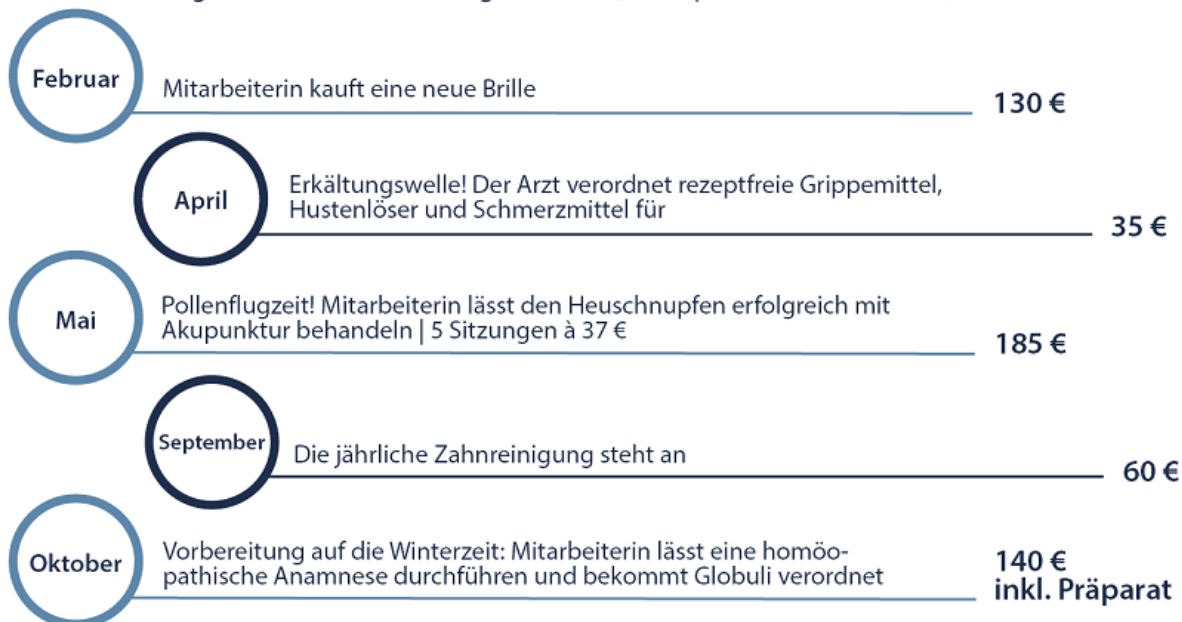 Februar
Mitarbeiterin kauft eine neue Brille
130 €
April
Erkältungswelle! Der Arzt verordnet rezeptfreie Grippemittel,
Hustenlöser und Schmerzmittel für
35 €
Mai
Pollenflugzeit! Mitarbeiterin lässt den Heuschnupfen erfolgreich mit
Akupunktur behandeln | 5 Sitzungen à 37 €
185 €
September
Die jährliche Zahnreinigung steht an
60 €
Oktober
Vorbereitung auf die Winterzeit: Mitarbeiterin lässt eine homöo-
pathische Anamnese durchführen und bekommt Globuli verordnet
140 €
inkl. Präparat